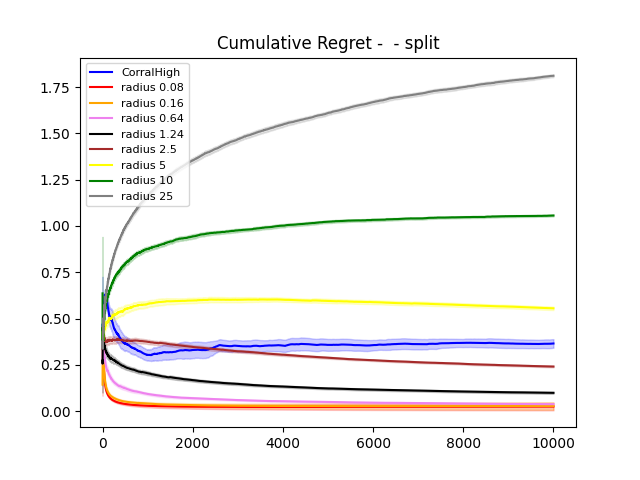 Cumulative Regret -  - split
CorralHigh
radius 0.08
radius 0.16
radius 0.64
radius 1.24
radius 2.5
radius 5
radius 10
radius 25
1.75
1.50
1.25
1.00
0.75
0.50
0.25
0.00
0 2000 4000 6000 8000 10000